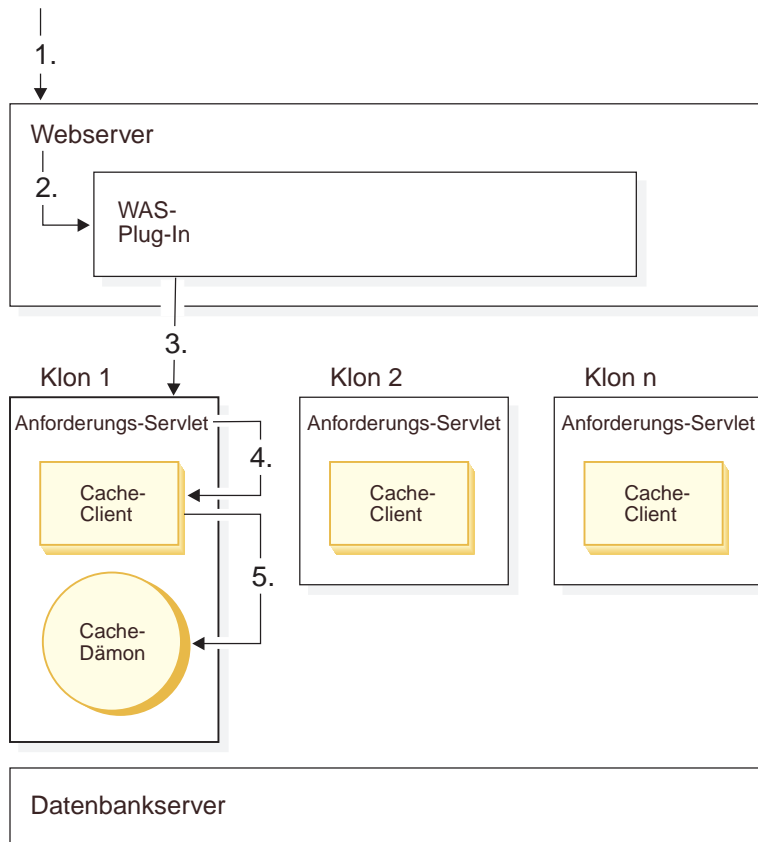 1.
Webserver
2.
WAS-
Plug-In
3.
Klon 1
Klon 2
Klon n
Anforderungs-Servlet
Anforderungs-Servlet
Anforderungs-Servlet
4.
Cache-
Client
Cache-
Client
Cache-
Client
5.
Cache-
Dämon
Datenbankserver